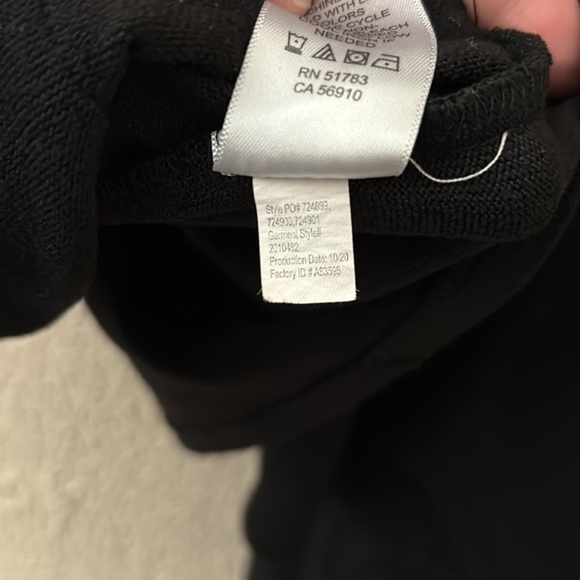 COLORS
CYCLE
NEEDED
RN 51783
CA 56910
Style PO# 724899,
724900,724901
Garment Style#
2010482
Production Date: 10/20
Factory ID # A83595